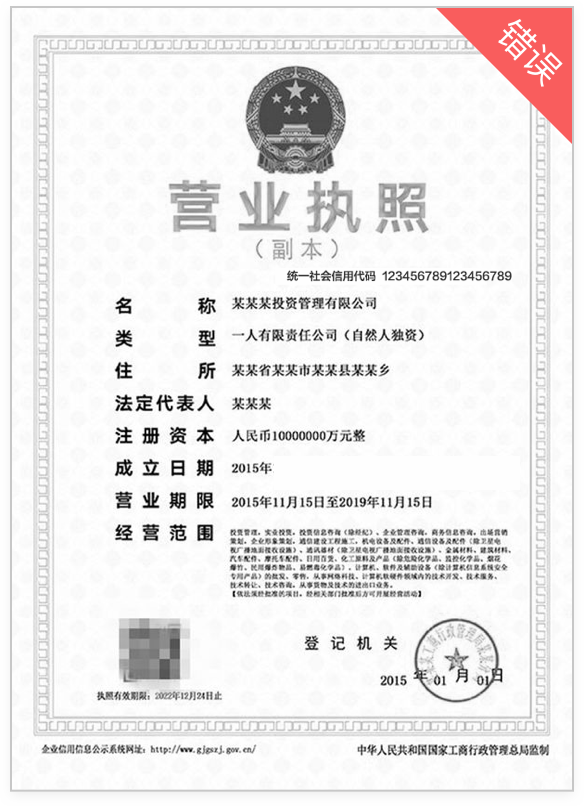 错误
营业执照
（副本）
统一社会信用代码 123456789123456789
名称 某某某投资管理有限公司
类型 一人有限责任公司（自然人独资）
住所 某某省某某市某某县某某乡
法定代表人 某某某
注册资本 人民币10000000万元整
成立日期 2015年
营业期限 2015年11月15日至2019年11月15日
经营范围 投资管理，实业投资，投资信息咨询（除经纪）、企业管理咨询，商务信息咨询，出场营销
策划，企业形象策划，通信建设工程施工，机电设备及配件、通信设备及配件（除卫星电
视广播地面接收设施）、通讯器材（除卫星电视广播地面接收设施）、金属材料、建筑材料、
汽车配件，摩托车配件、日用百货、化工原料及产品（除危险化学品、监控化学品、烟花
爆竹、民用爆炸物品、易燃毒化学品）、计算机、软件及辅助设备（除计算机信息系统安全
专用产品）的批发、零售，从事网络科技、计算机软硬件领域内的技术开发、技术服务、
技术转让、技术咨询，从事货物及技术的进出口业务。
【依法须经批准的项目，经相关部门批准后方可开展经营活动】
登记机关
2015 年 01 月 01 日
执照有效期限：2022年12月24日止
企业信用信息公示系统网址：http://www.gjgszj.gov.cn/
中华人民共和国国家工商行政管理总局监制